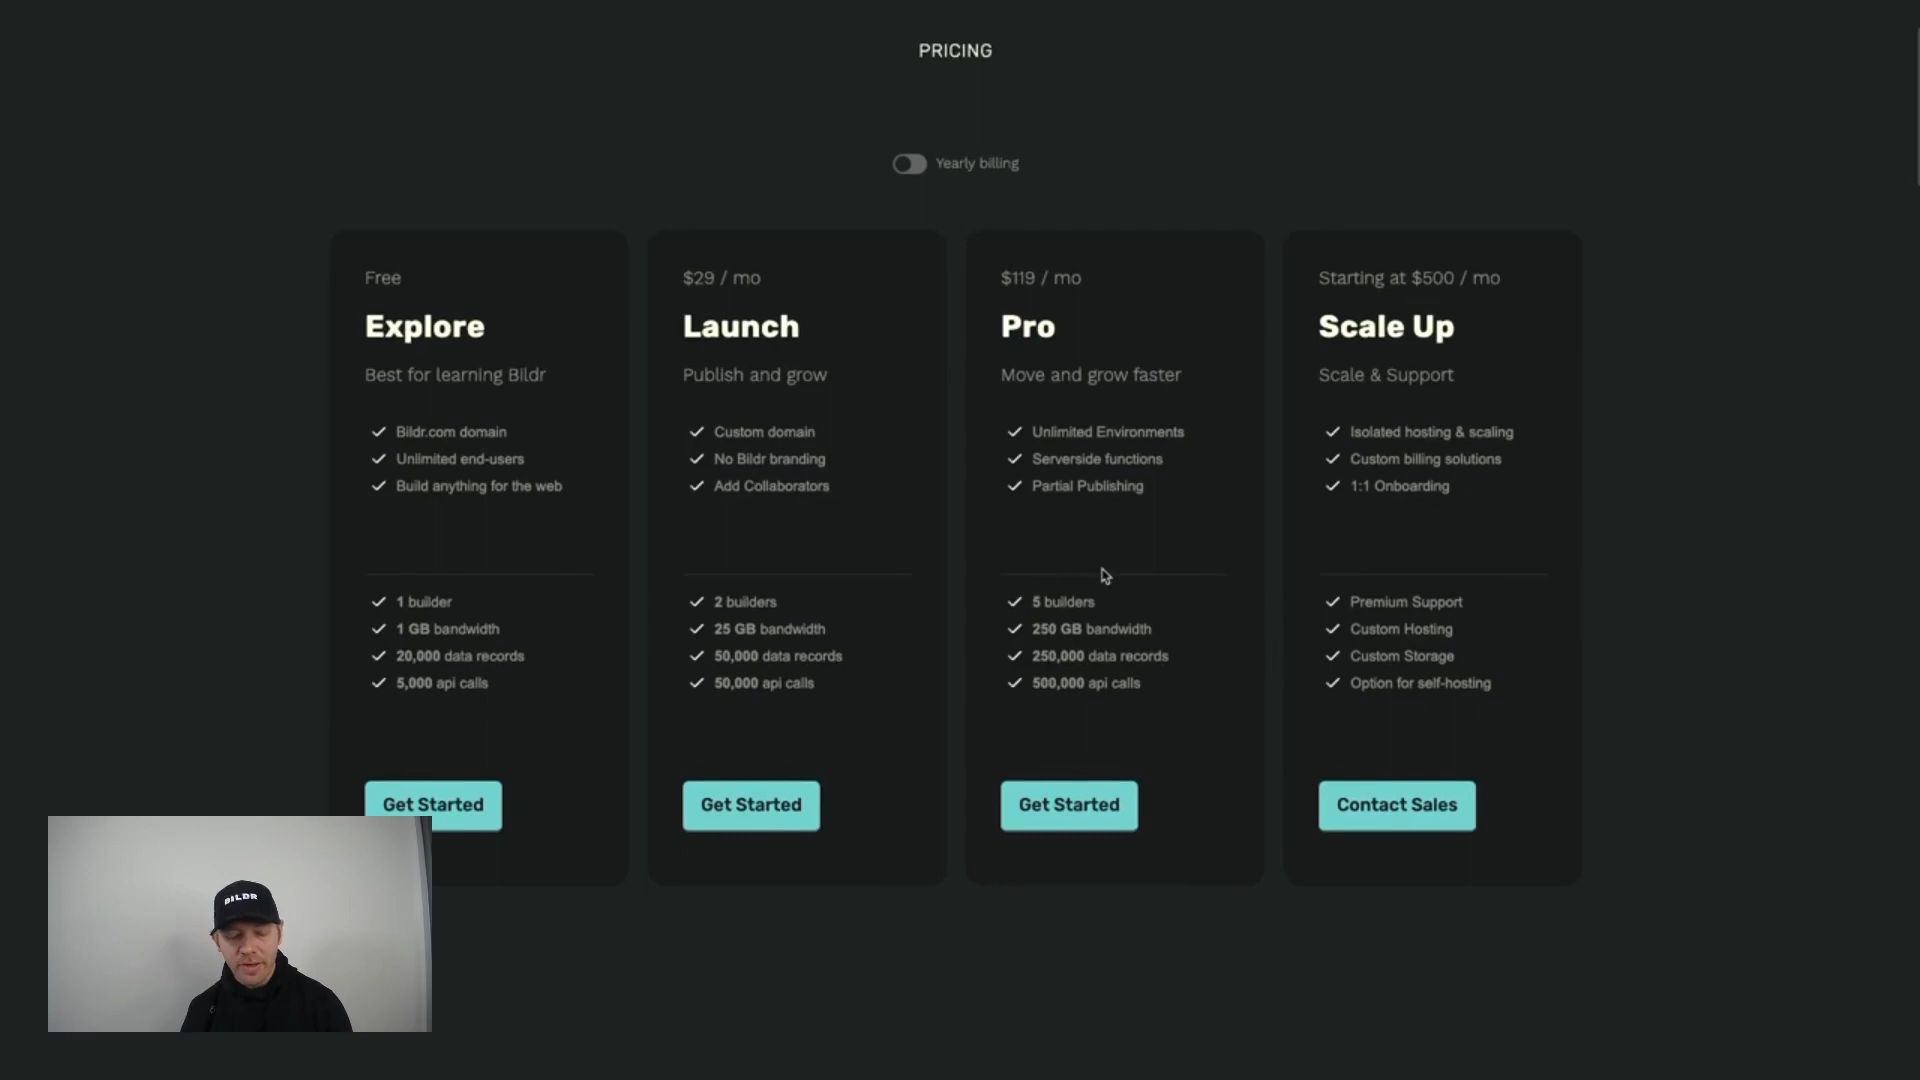 PRICING
Yearly billing
Free
Explore
Best for learning Bildr
Bildr.com domain
Unlimited end-users
Build anything for the web
1 builder
1 GB bandwidth
20,000 data records
5,000 api calls
Get Started
$29 / mo
Launch
Publish and grow
Custom domain
No Bildr branding
Add Collaborators
2 builders
25 GB bandwidth
50,000 data records
50,000 api calls
Get Started
$119 / mo
Pro
Move and grow faster
Unlimited Environments
Serverside functions
Partial Publishing
5 builders
250 GB bandwidth
250,000 data records
500,000 api calls
Get Started
Starting at $500 / mo
Scale Up
Scale & Support
Isolated hosting & scaling
Custom billing solutions
1:1 Onboarding
Premium Support
Custom Hosting
Custom Storage
Option for self-hosting
Contact Sales
BILDR